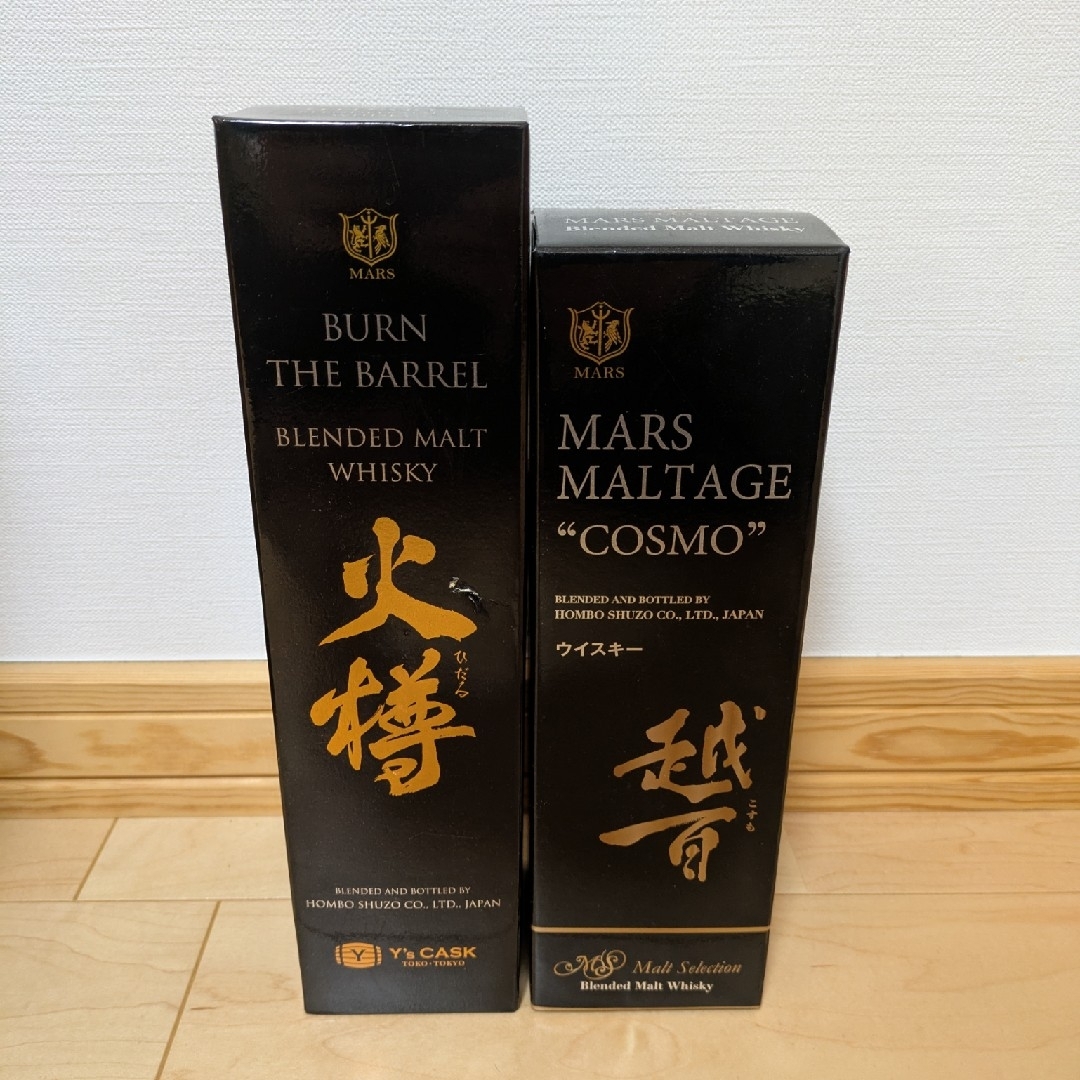 MARS
BURN
THE BARREL
BLENDED MALT
WHISKY
火
樽
ひだる
BLENDED AND BOTTLED BY
HOMBO SHUZO CO., LTD., JAPAN
Y
Y's CASK
TOKO・TOKYO
MARS MALTAGE
Blended Malt Whisky
MARS
MARS
MALTAGE
“COSMO”
BLENDED AND BOTTLED BY
HOMBO SHUZO CO., LTD., JAPAN
ウイスキー
越
百
こすも
MS Malt Selection
Blended Malt Whisky